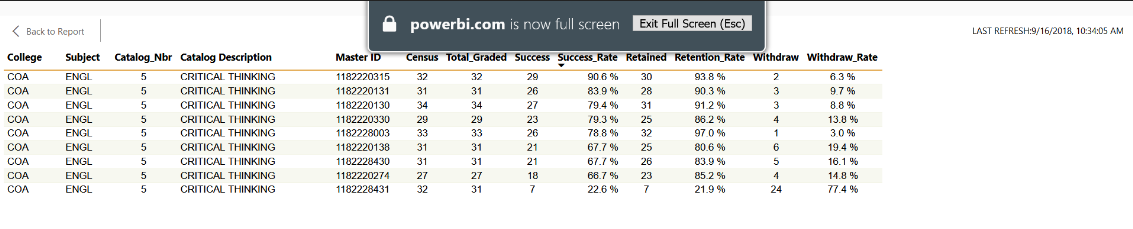 powerbi.com is now full screen Exit Full Screen (Esc)
Back to Report
LAST REFRESH:9/16/2018, 10:34:05 AM
College Subject Catalog_Nbr Catalog Description Master ID Census Total_Graded Success Success_Rate Retained Retention_Rate Withdraw Withdraw_Rate
COA ENGL 5 CRITICAL THINKING 1182220315 32 32 29 90.6 % 30 93.8 % 2 6.3 %
COA ENGL 5 CRITICAL THINKING 1182220131 31 31 26 83.9 % 28 90.3 % 3 9.7 %
COA ENGL 5 CRITICAL THINKING 1182220130 34 34 27 79.4 % 31 91.2 % 3 8.8 %
COA ENGL 5 CRITICAL THINKING 1182220330 29 29 23 79.3 % 25 86.2 % 4 13.8 %
COA ENGL 5 CRITICAL THINKING 1182228003 33 33 26 78.8 % 32 97.0 % 1 3.0 %
COA ENGL 5 CRITICAL THINKING 1182220138 31 31 21 67.7 % 25 80.6 % 6 19.4 %
COA ENGL 5 CRITICAL THINKING 1182228430 31 31 21 67.7 % 26 83.9 % 5 16.1 %
COA ENGL 5 CRITICAL THINKING 1182220274 27 27 18 66.7 % 23 85.2 % 4 14.8 %
COA ENGL 5 CRITICAL THINKING 1182228431 32 31 7 22.6 % 7 21.9 % 24 77.4 %